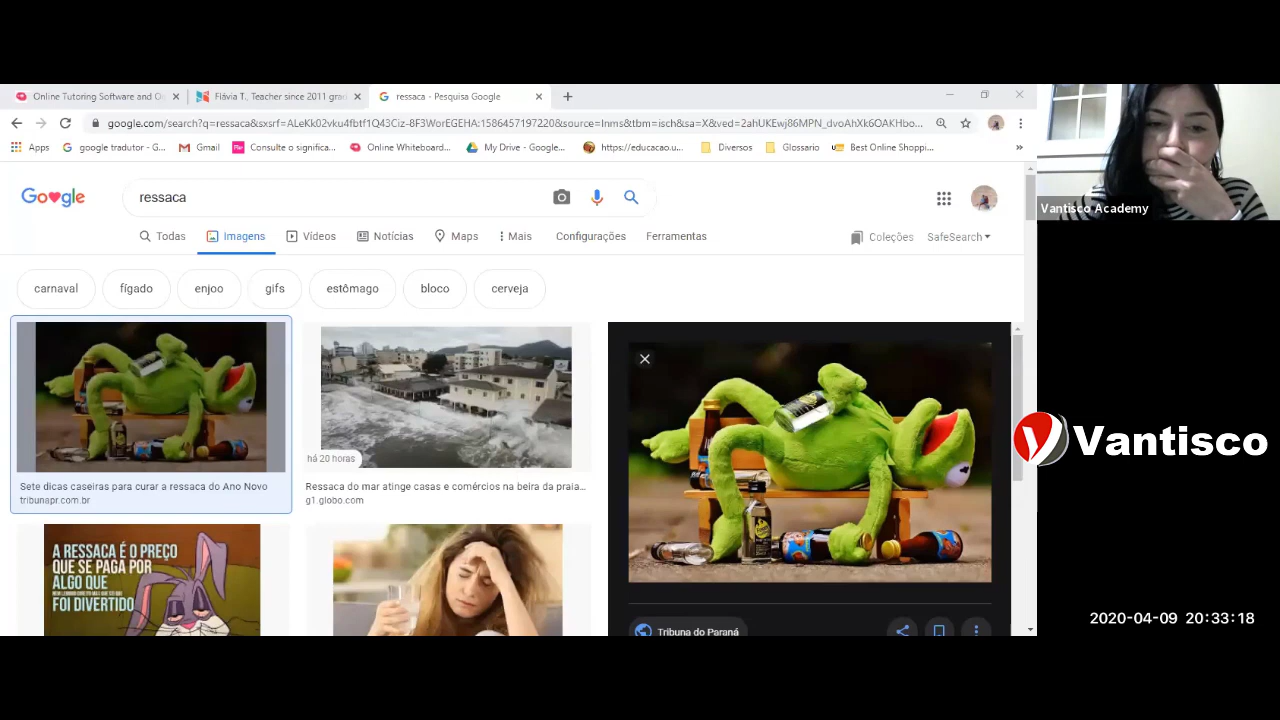 Online Tutoring Software and O
Flávia T., Teacher since 2011 gra
ressaca - Pesquisa Google
google.com/search?q=ressaca&sxsrf=ALeKk02vku4fbtf1Q43Ciz-8F3WorEGEHA:1586457197220&source=lnms&tbm=isch&sa=X&ved=2ahUKEwj86MPN_dvoAhXk6OAKHbo...
Apps
google tradutor - G...
Gmail
Consulte o significa...
Online Whiteboard...
My Drive - Google...
https://educacao.u...
Diversos
Glossario
Best Online Shoppi...
Google
ressaca
Todas
Imagens
Vídeos
Notícias
Maps
Mais
Configurações
Ferramentas
Coleções
SafeSearch
carnaval
fígado
enjoo
gifs
estômago
bloco
cerveja
Sete dicas caseiras para curar a ressaca do Ano Novo
tribunapr.com.br
há 20 horas
Ressaca do mar atinge casas e comércios na beira da praia...
g1.globo.com
A RESSACA É O PREÇO
QUE SE PAGA POR
ALGO QUE
FOI DIVERTIDO
Tribuna do Paraná
Vantisco Academy
Vantisco
2020-04-09 20:33:18